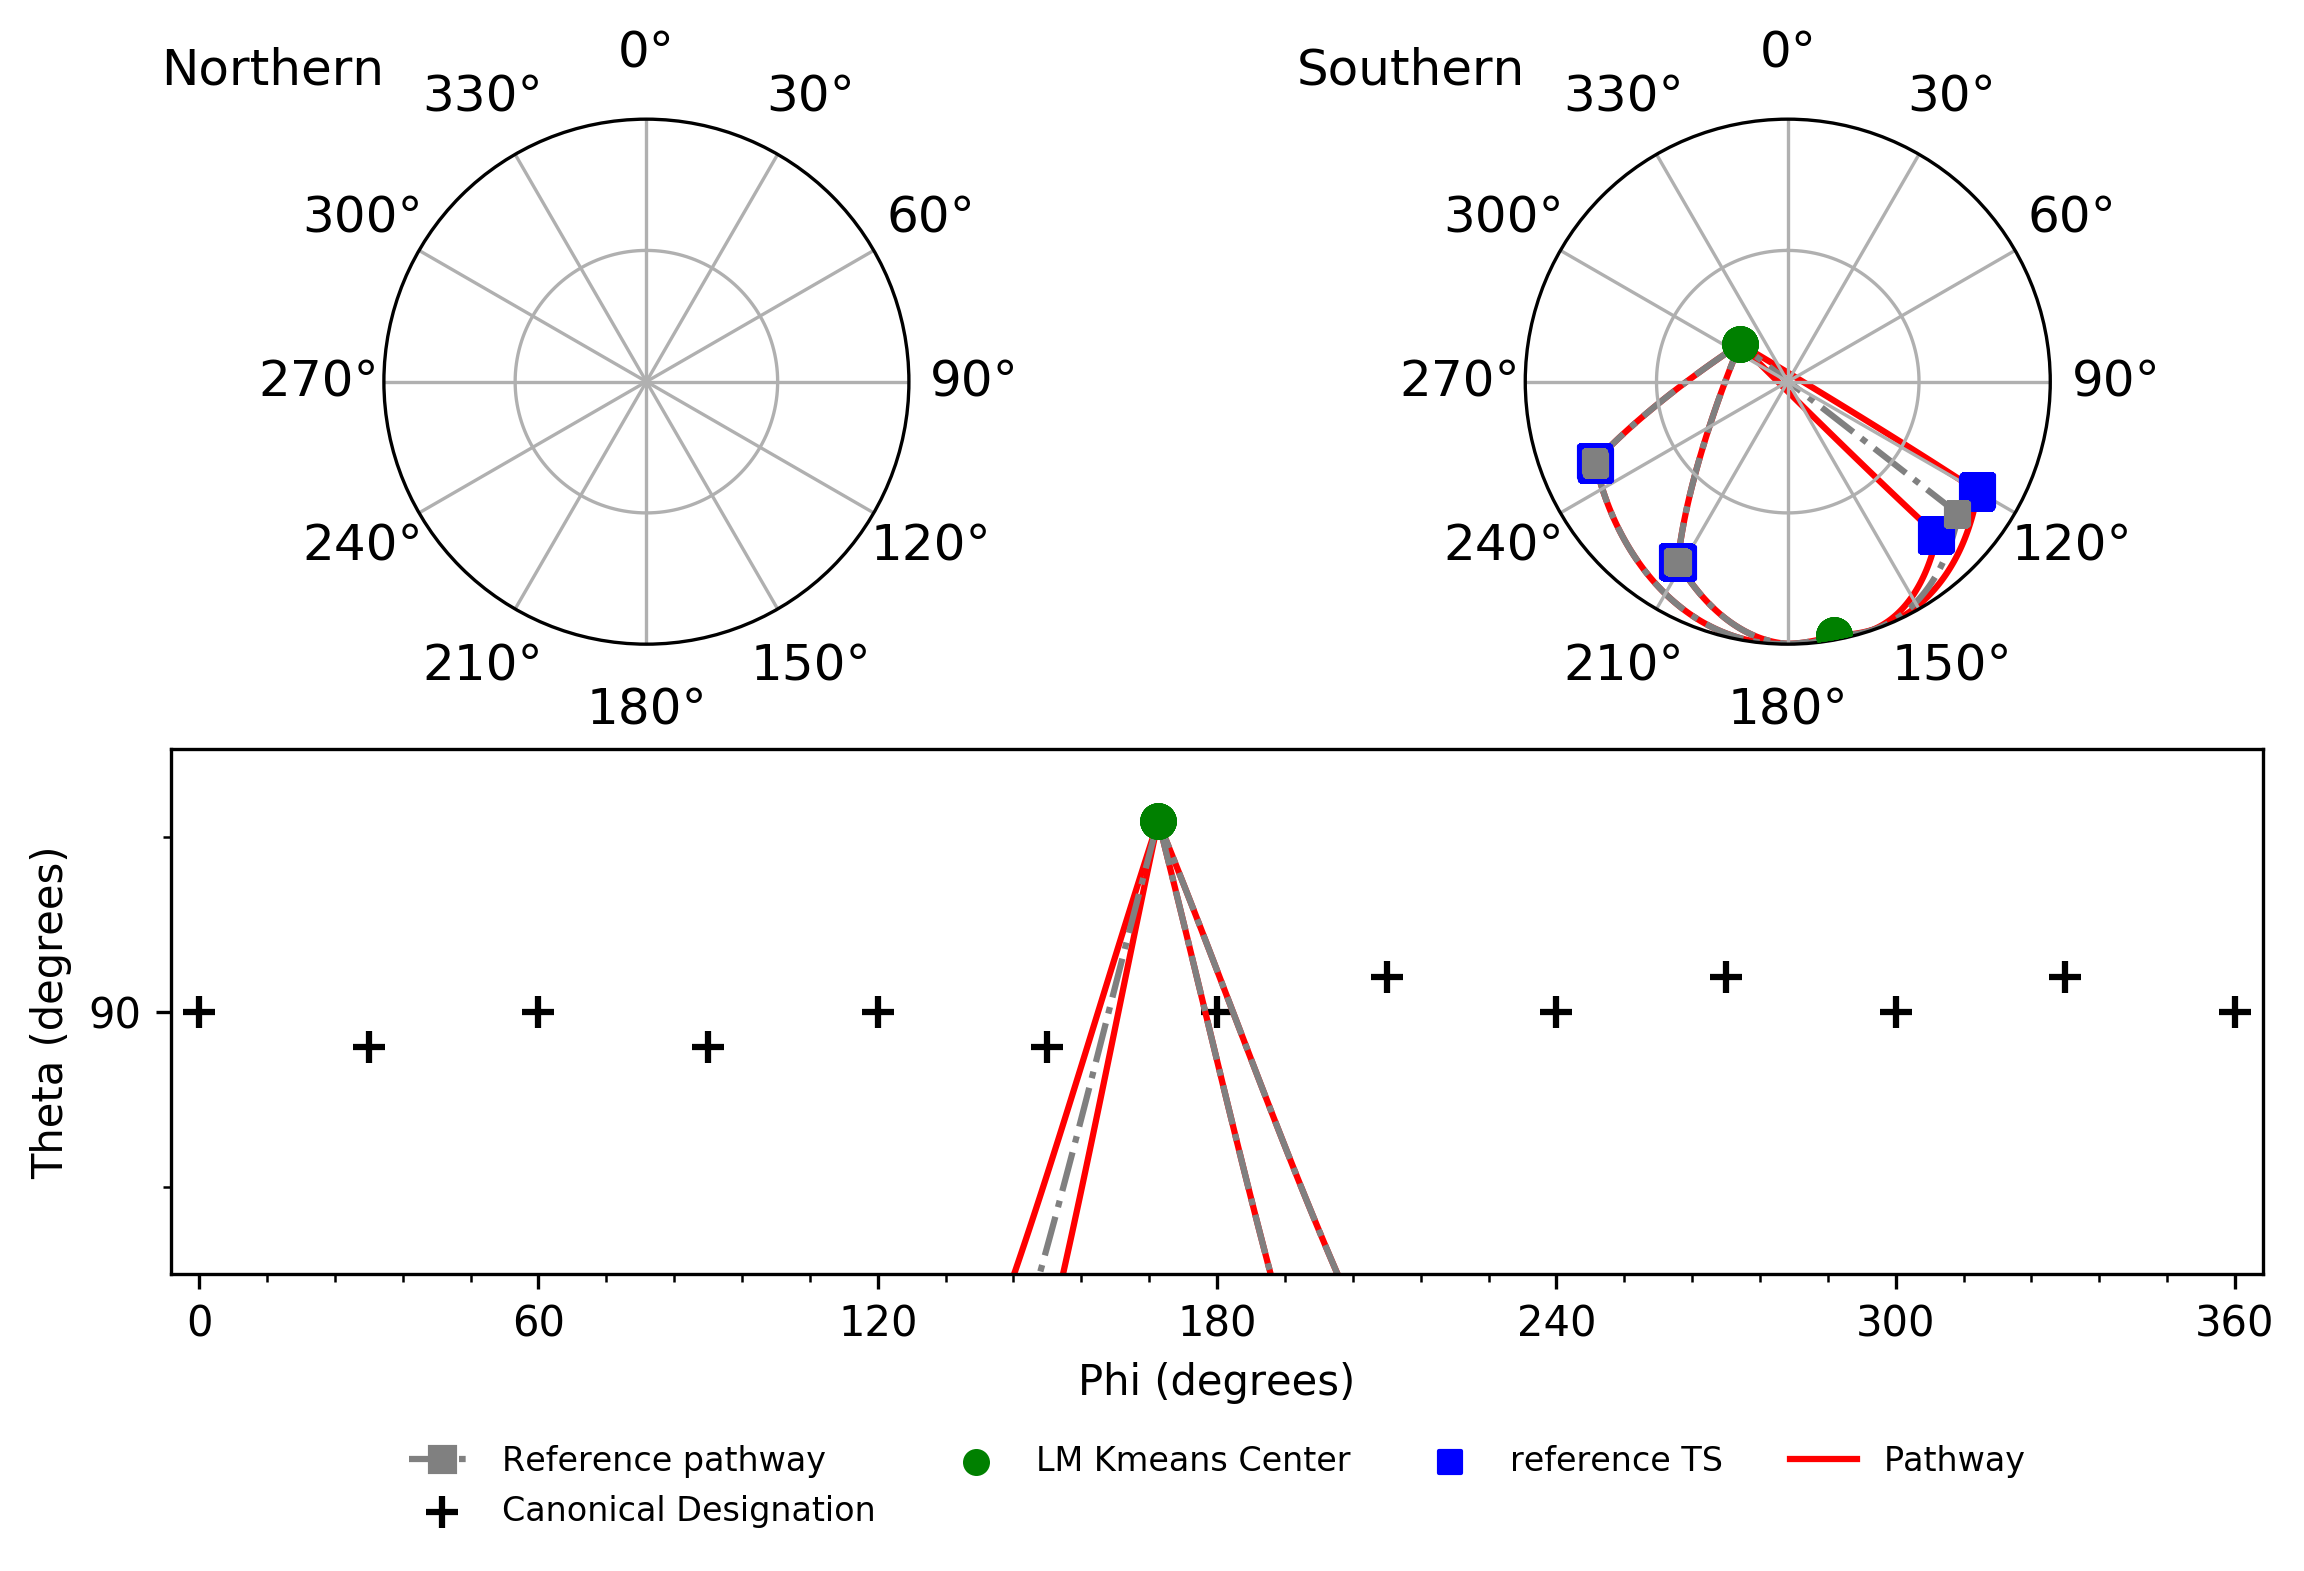 Northern
0°
330°
30°
300°
60°
270°
90°
240°
120°
210°
150°
180°
Southern
0°
330°
30°
300°
60°
270°
90°
240°
120°
210°
150°
180°
Theta (degrees)
90
0 60 120 180 240 300 360
Phi (degrees)
Reference pathway
Canonical Designation
LM Kmeans Center
reference TS
Pathway